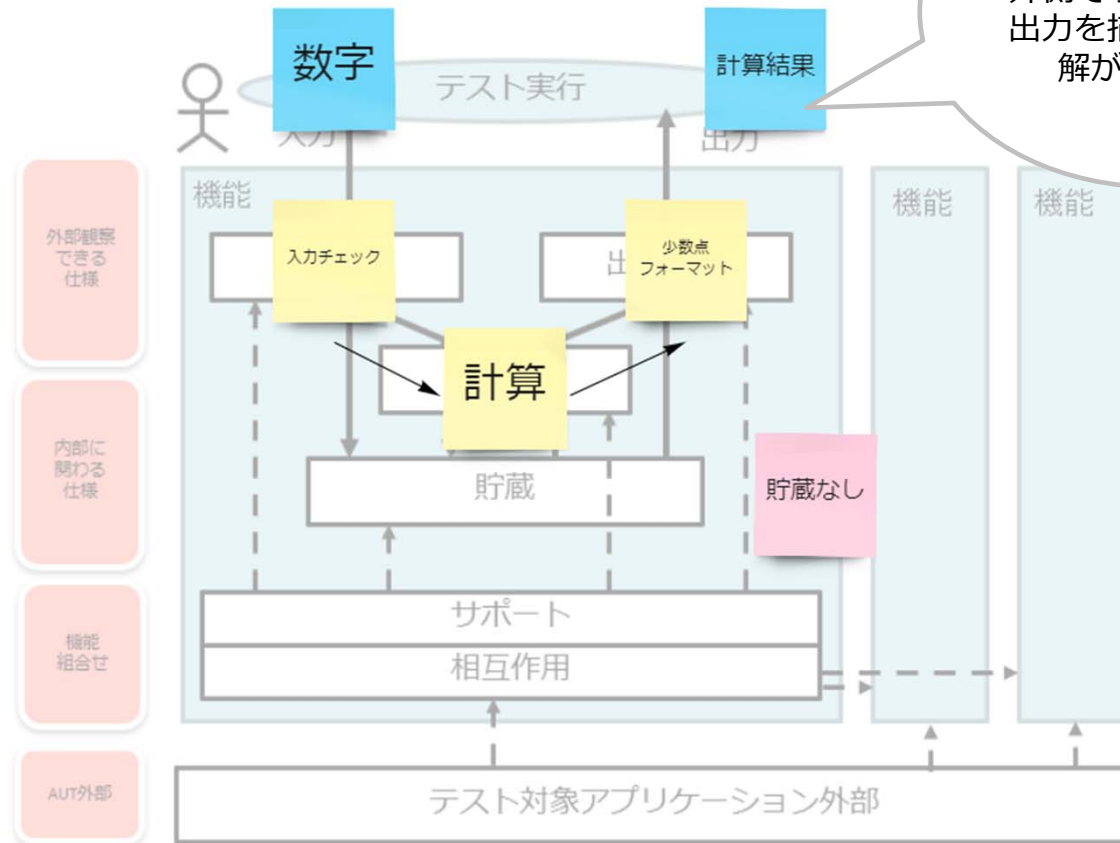 出力を描
解が
数字
計算結果
テスト実行
入力
出力
機能
機能
機能
外部観察
できる
仕様
入力チェック
出
少数点
フォーマット
計算
内部に
関わる
仕様
貯蔵
貯蔵なし
機能
組合せ
サポート
相互作用
AUT外部
テスト対象アプリケーション外部